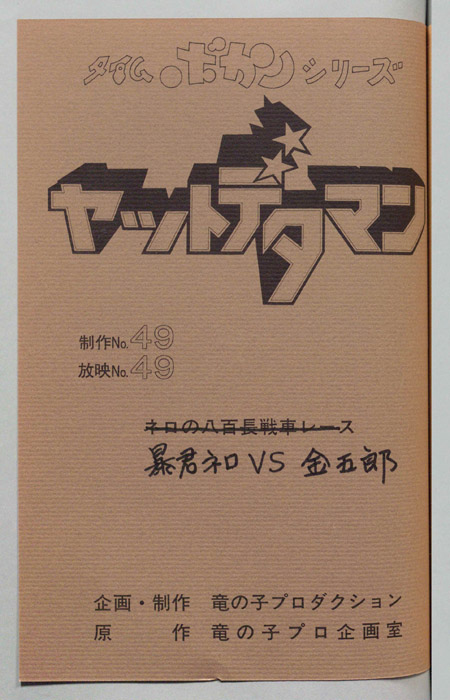 タイムボカンシリーズ
ヤットデタマン
制作No.49
放映No.49
ネロの八百長戦車レース
暴君ネロ VS 金五郎
企画・制作 竜の子プロダクション
原作 竜の子プロ企画室